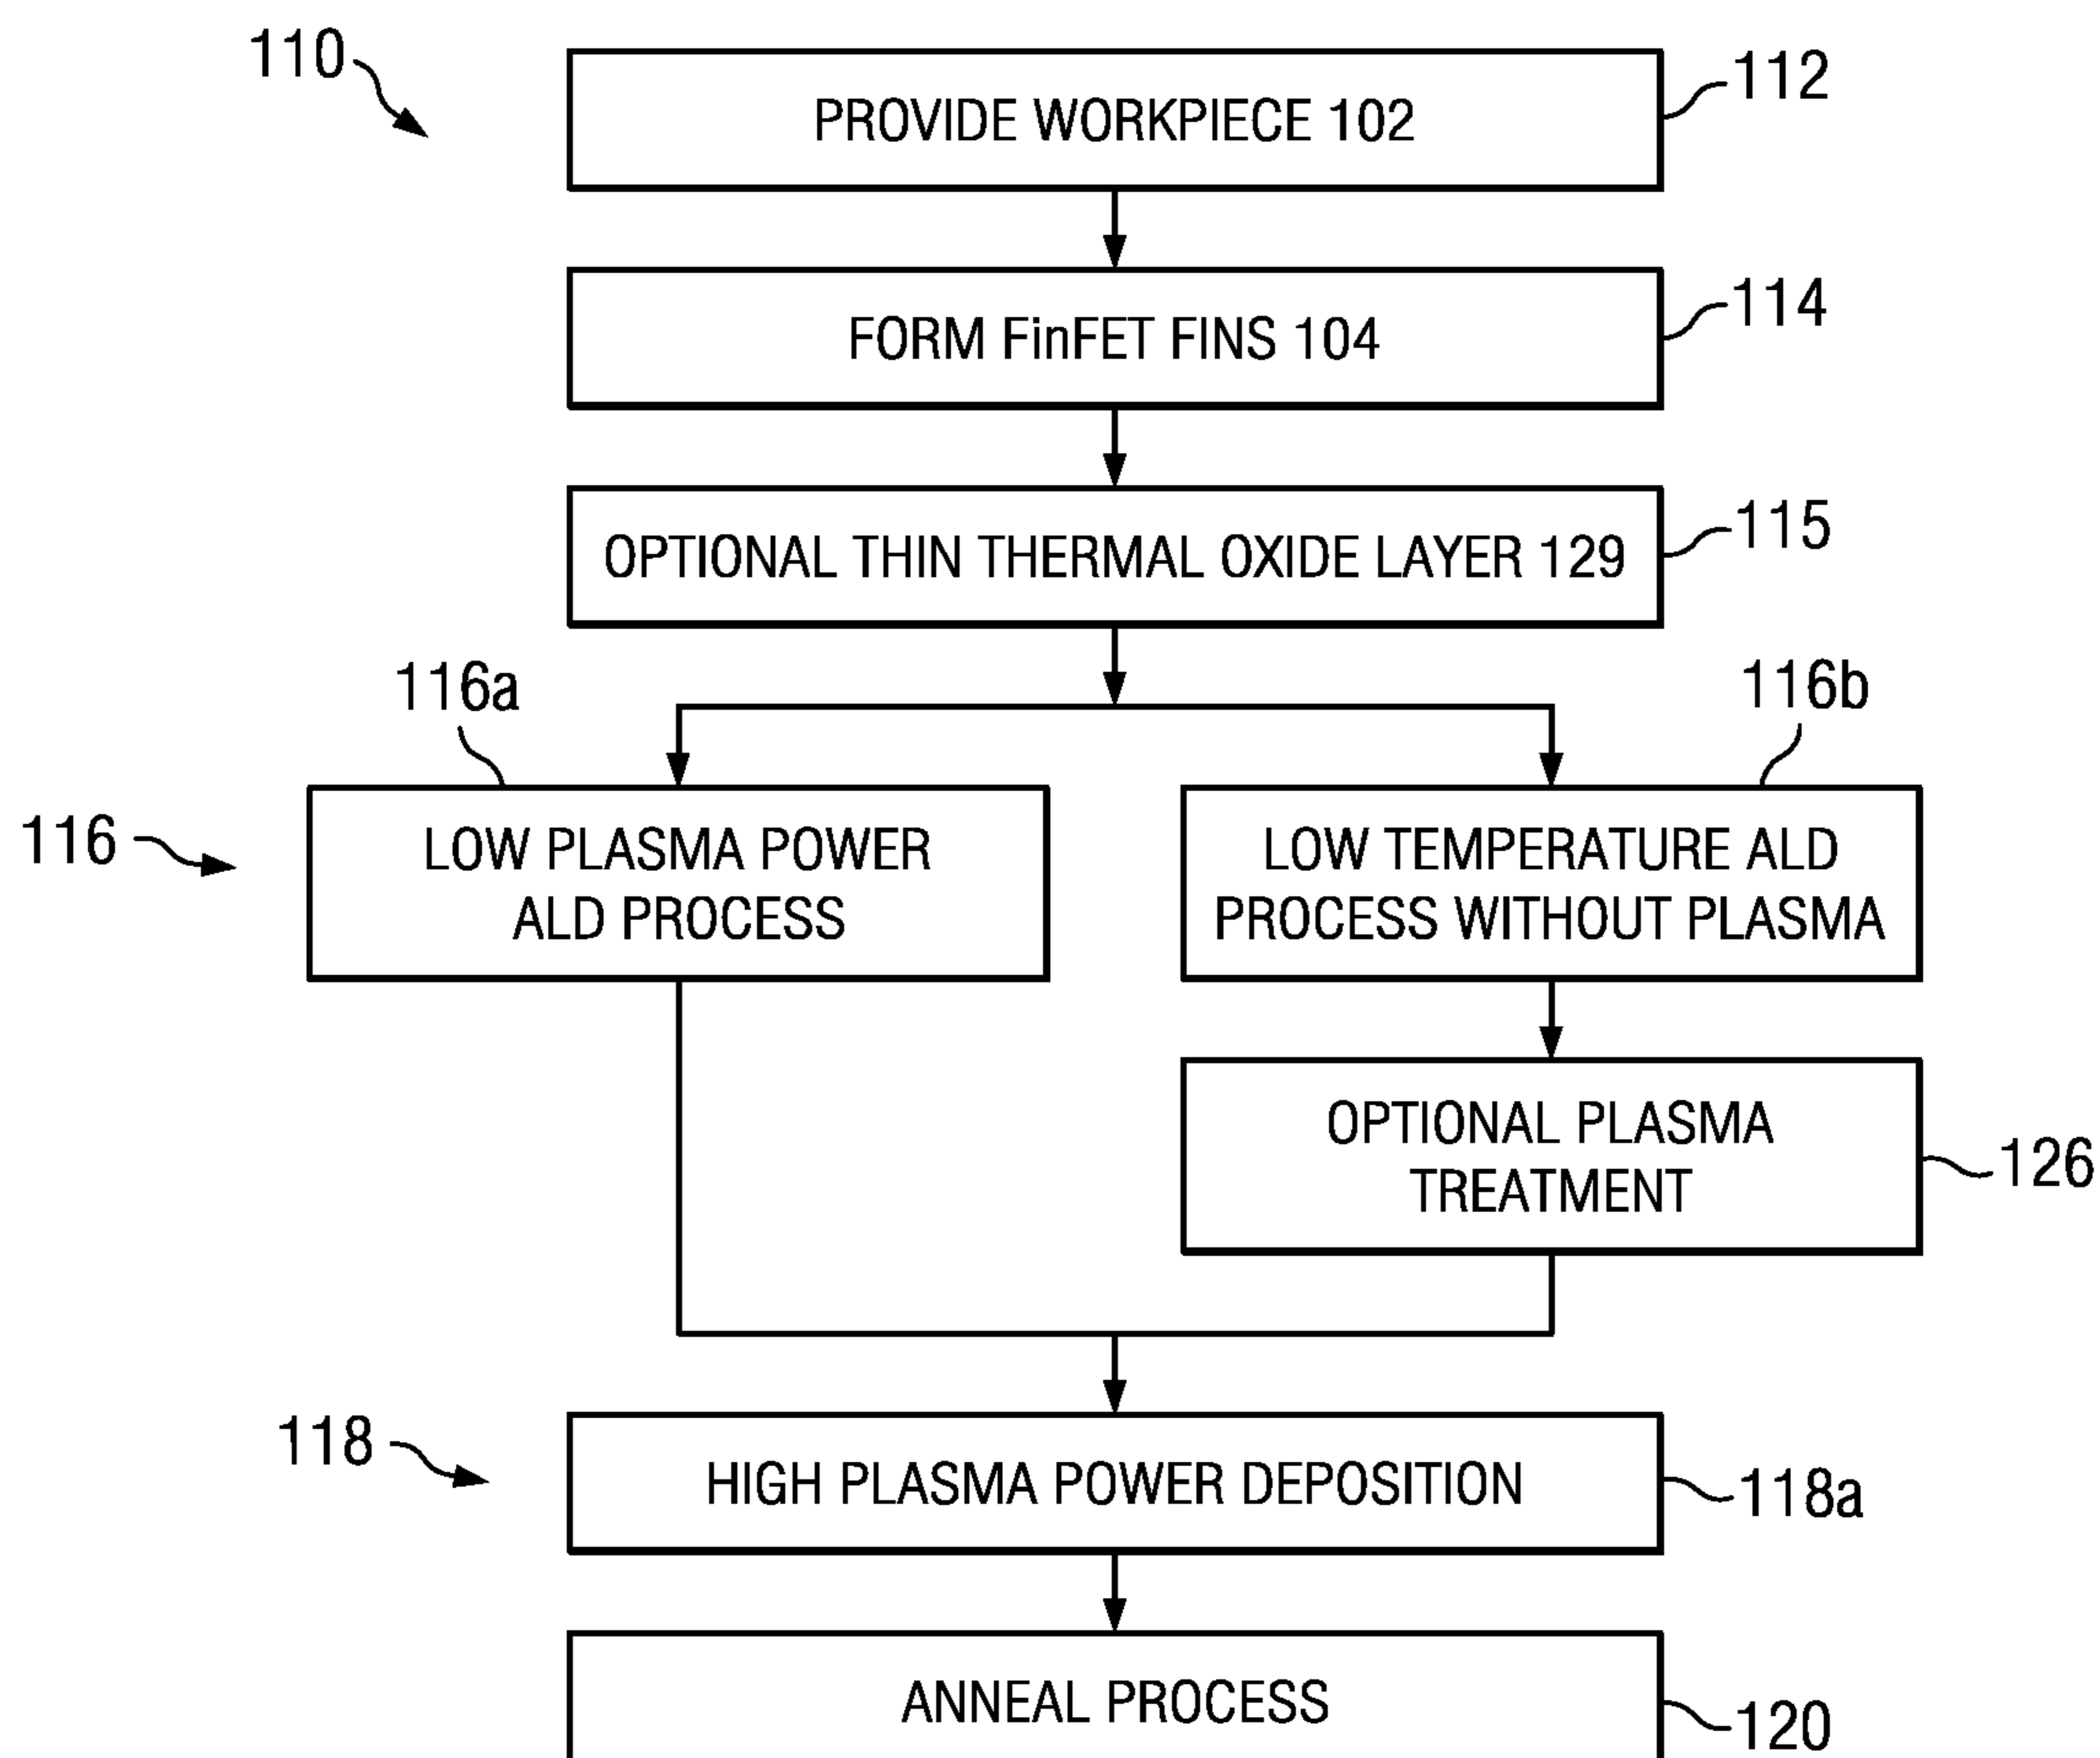 110
PROVIDE WORKPIECE 102
112
FORM FinFET FINS 104
114
OPTIONAL THIN THERMAL OXIDE LAYER 129
115
116a
116b
116
LOW PLASMA POWER
ALD PROCESS
LOW TEMPERATURE ALD
PROCESS WITHOUT PLASMA
OPTIONAL PLASMA
TREATMENT
126
118
HIGH PLASMA POWER DEPOSITION
118a
ANNEAL PROCESS
120